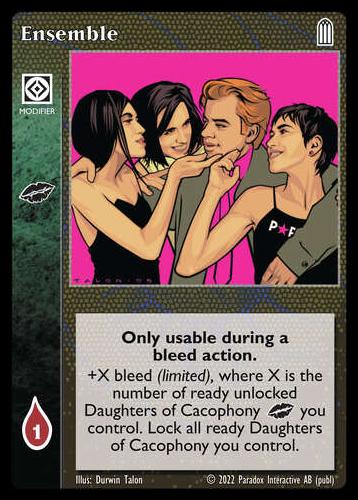 Ensemble
MODIFIER
P★F
TALON-05
Only usable during a
bleed action.
+X bleed (limited), where X is the
number of ready unlocked
Daughters of Cacophony you
control. Lock all ready Daughters
of Cacophony you control.
1
Illus: Durwin Talon © 2022 Paradox Interactive AB (publ)